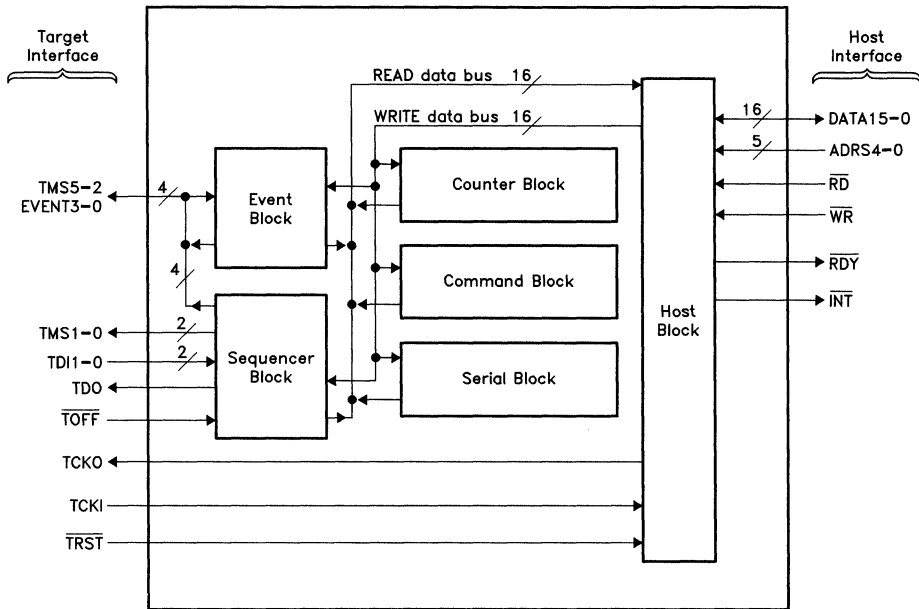 Target
Interface
Host
Interface
READ data bus 16
WRITE data bus 16
16
DATA15-0
5
ADRS4-0
Counter Block
RD
WR
TMS5-2
EVENT3-0
4
Event
Block
4
Command Block
RDY
INT
Host
Block
TMS1-0
2
TDI1-0
2
TDO
TOFF
Sequencer
Block
Serial Block
TCKO
TCKI
TRST